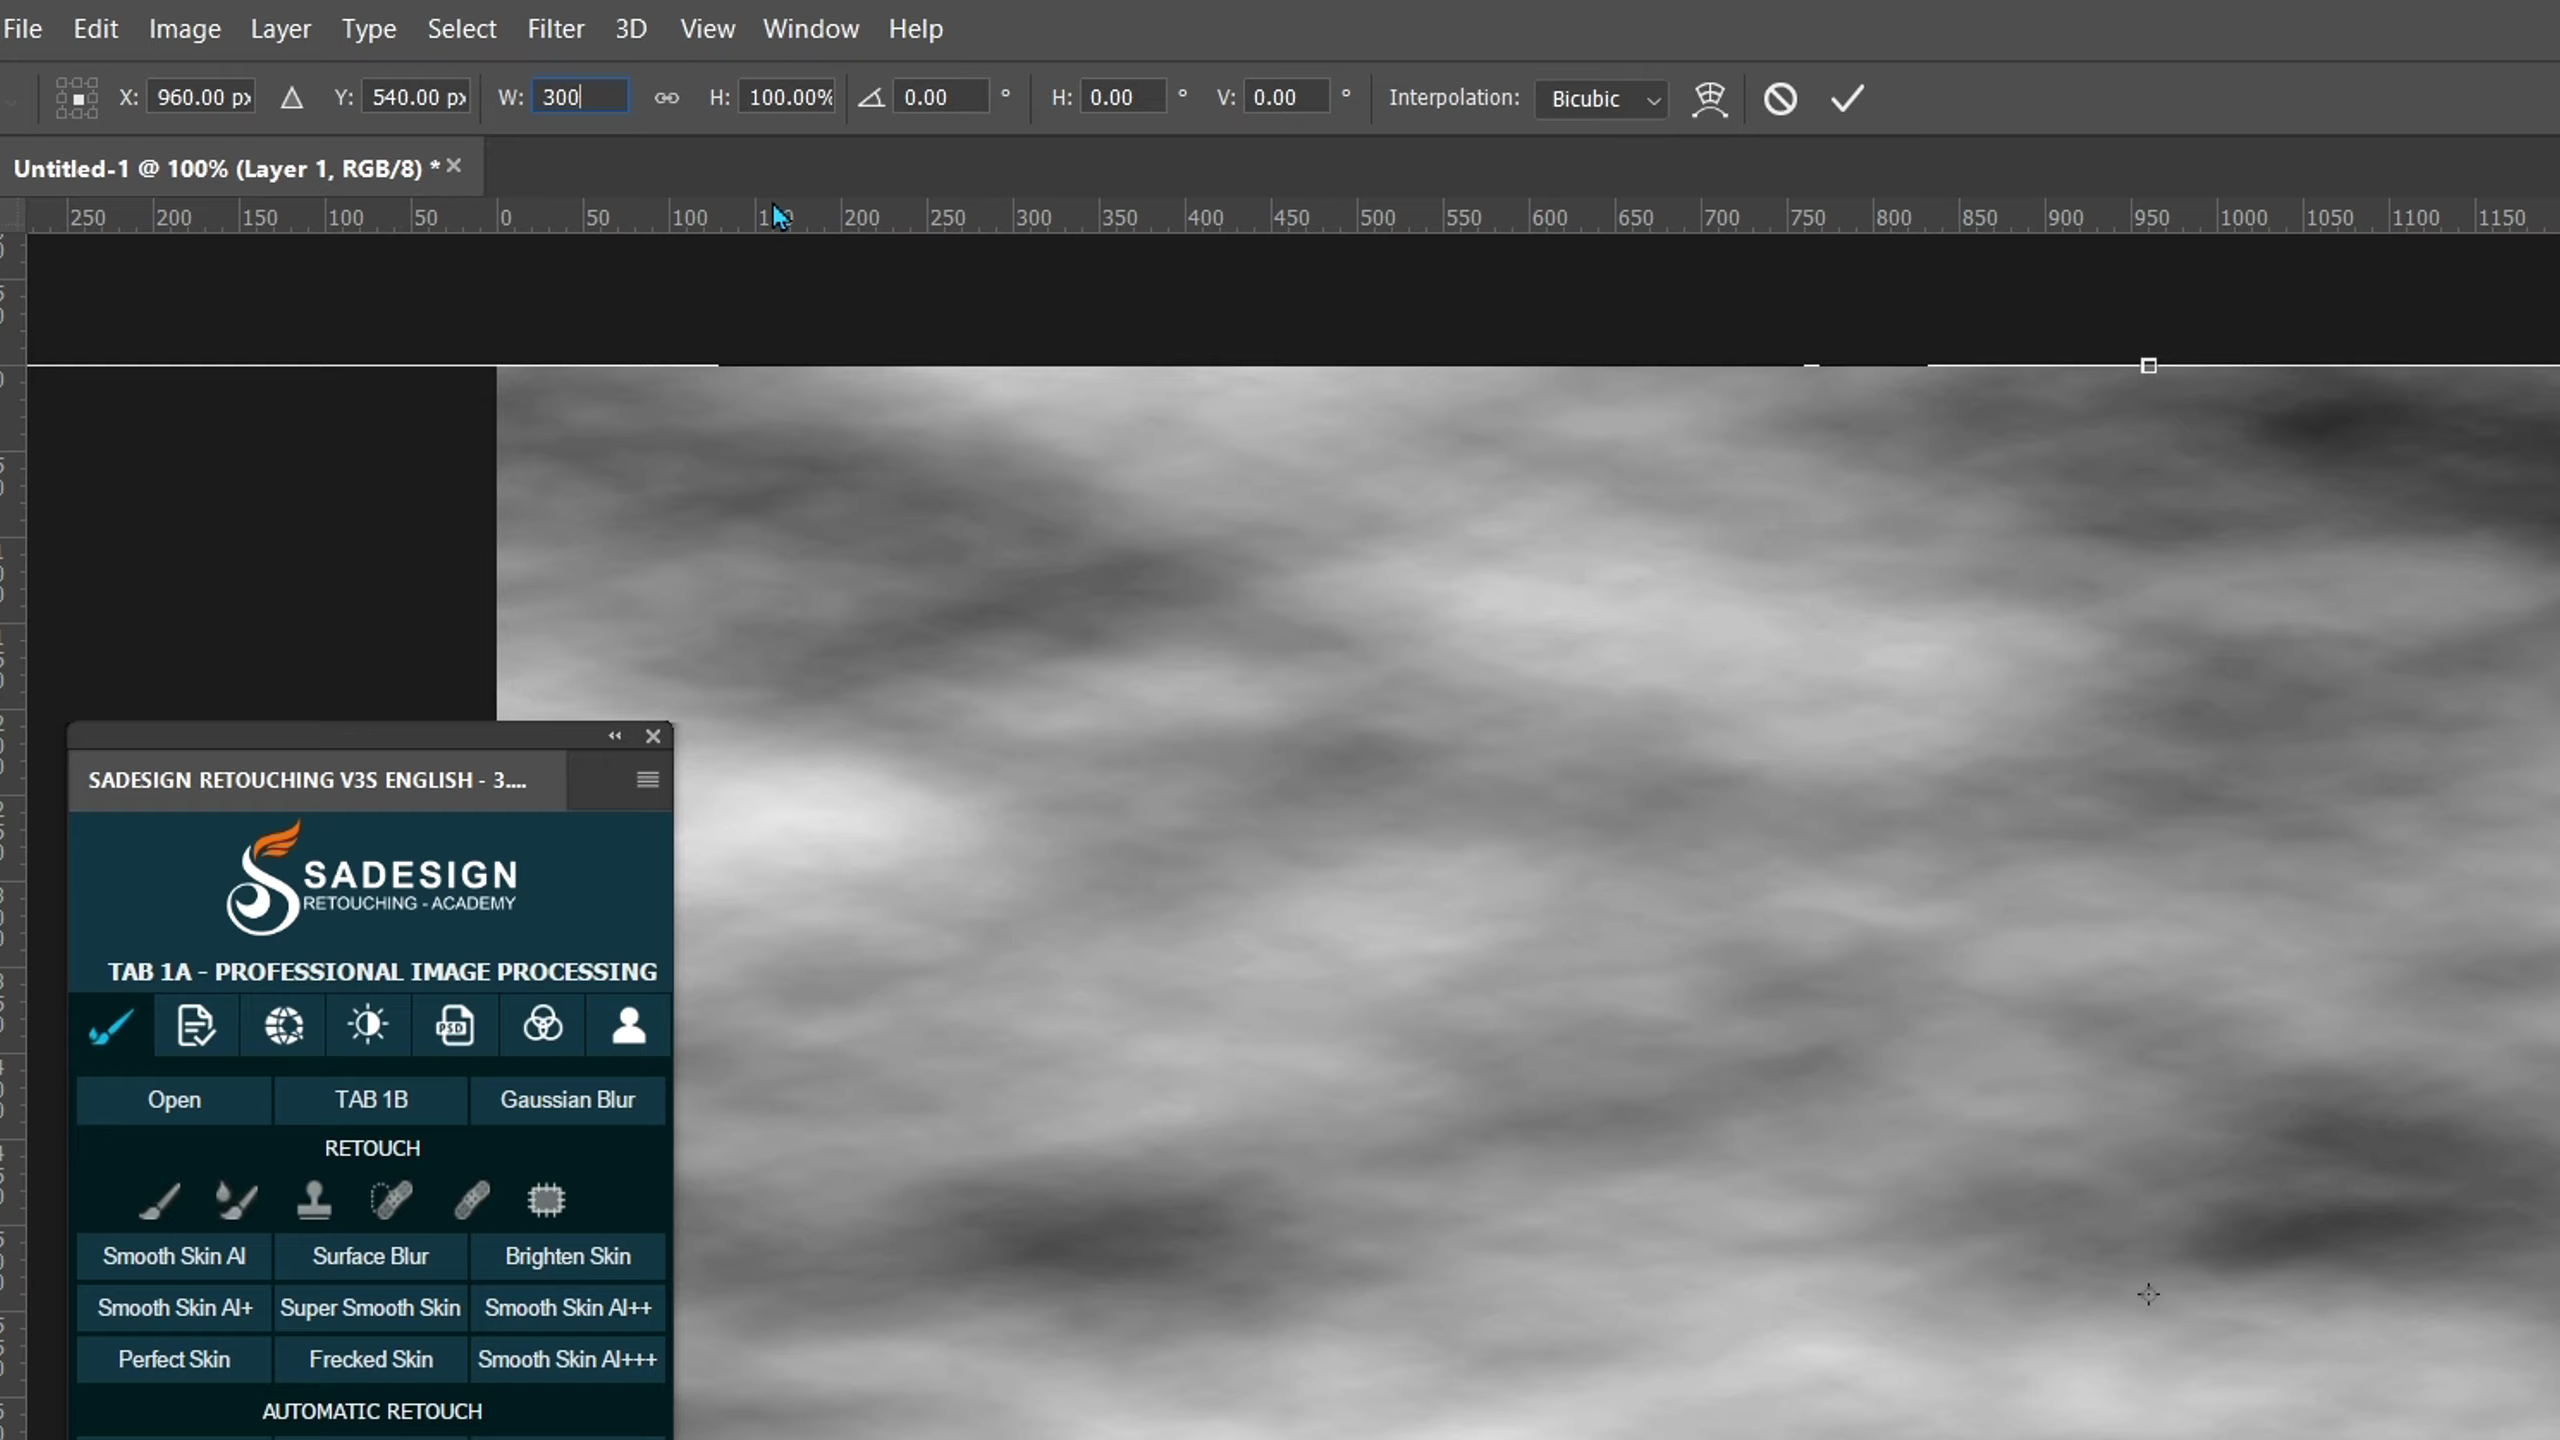 File Edit Image Layer Type Select Filter 3D View Window Help
X: 960.00 px Y: 540.00 px W: 300 H: 100.00% 0.00 ° H: 0.00 ° V: 0.00 ° Interpolation: Bicubic
Untitled-1 @ 100% (Layer 1, RGB/8) *
250 200 150 100 50 0 50 100 200 250 300 350 400 450 500 550 600 650 700 750 800 850 900 950 1000 1050 1100 1150
SADESIGN RETOUCHING V3S ENGLISH - 3....
SADESIGN
RETOUCHING - ACADEMY
TAB 1A - PROFESSIONAL IMAGE PROCESSING
PSD
Open TAB 1B Gaussian Blur
RETOUCH
Smooth Skin AI Surface Blur Brighten Skin
Smooth Skin AI+ Super Smooth Skin Smooth Skin AI++
Perfect Skin Frecked Skin Smooth Skin AI+++
AUTOMATIC RETOUCH